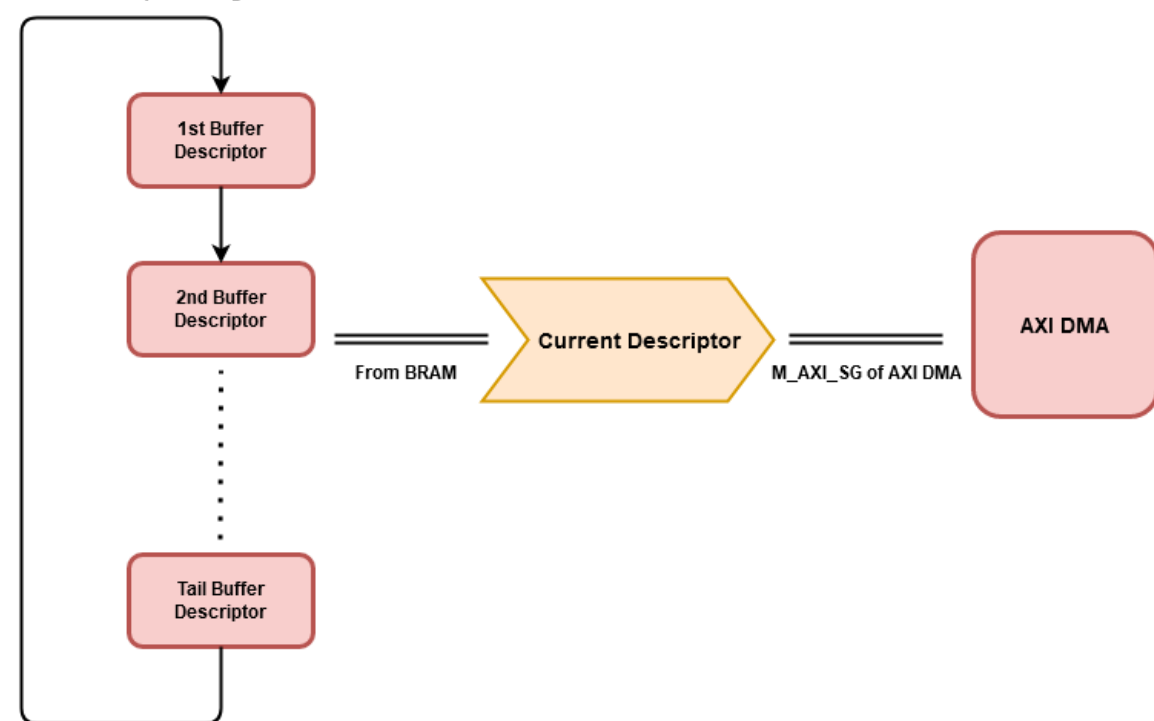 1st Buffer
Descriptor
2nd Buffer
Descriptor
From BRAM
Current Descriptor
M_AXI_SG of AXI DMA
AXI DMA
Tail Buffer
Descriptor